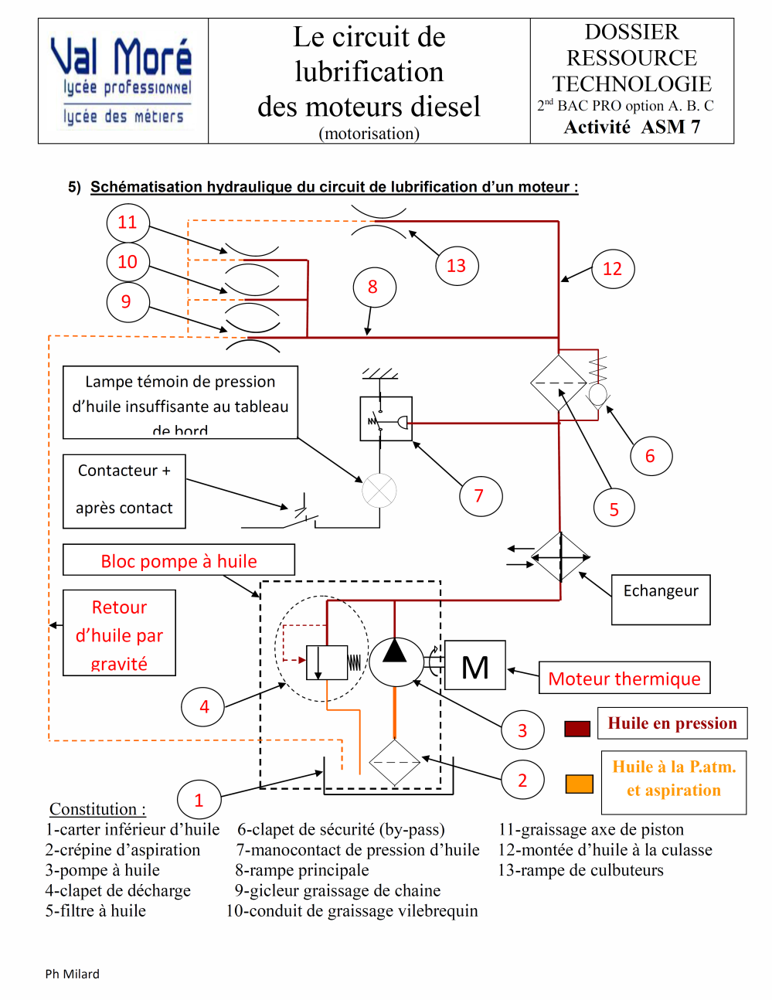 Val Moré
lycée professionnel
lycée des métiers
Le circuit de
lubrification
des moteurs diesel
(motorisation)
DOSSIER
RESSOURCE
TECHNOLOGIE
2nd BAC PRO option A. B. C
Activité ASM 7
5) Schématisation hydraulique du circuit de lubrification d’un moteur :
11
10
9
8
13
12
Lampe témoin de pression
d’huile insuffisante au tableau
de bord
6
7
5
Contacteur +
après contact
Bloc pompe à huile
Echangeur
Retour
d’huile par
gravité
M
Moteur thermique
4
3
Huile en pression
2
Huile à la P.atm.
et aspiration
1
Constitution :
1-carter inférieur d’huile 6-clapet de sécurité (by-pass) 11-graissage axe de piston
2-crépine d’aspiration 7-manocontact de pression d’huile 12-montée d’huile à la culasse
3-pompe à huile 8-rampe principale 13-rampe de culbuteurs
4-clapet de décharge 9-gicleur graissage de chaine
5-filtre à huile 10-conduit de graissage vilebrequin
Ph Milard